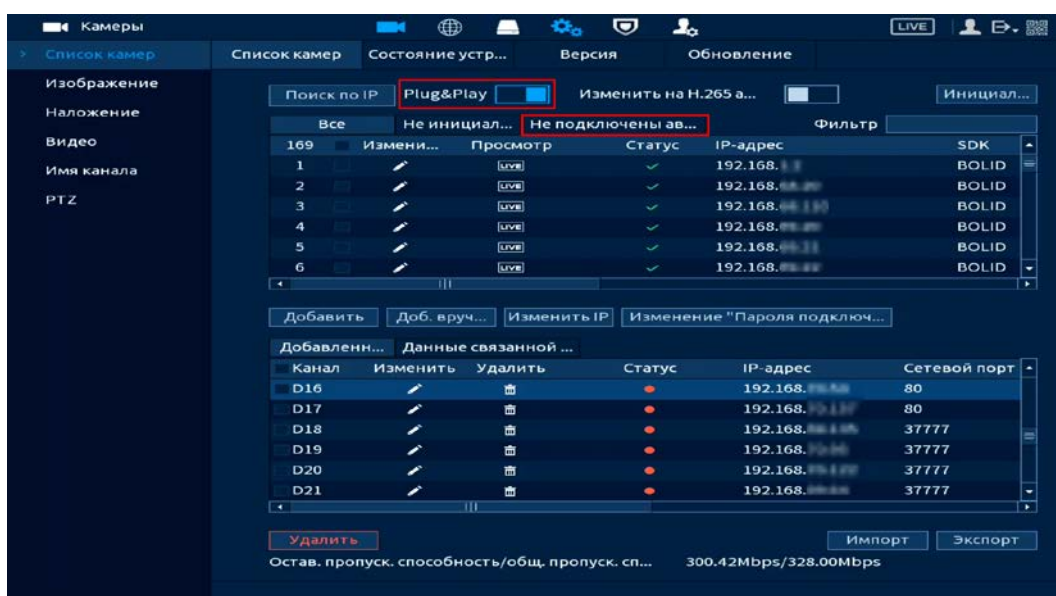 Камеры LIVE
Список камер Список камер Состояние устр... Версия Обновление
Изображение
Поиск по IP Plug&Play Изменить на H.265 а... Инициал...
Наложение
Все Не инициал... Не подключены ав... Фильтр
Видео
169 Измени... Просмотр Статус IP-адрес SDK
1 LIVE 192.168. BOLID
Имя канала
2 LIVE 192.168. BOLID
PTZ
3 LIVE 192.168. BOLID
4 LIVE 192.168. BOLID
5 LIVE 192.168. BOLID
6 LIVE 192.168. BOLID
Добавить Доб. вруч... Изменить IP Изменение "Пароля подключ...
Добавленн... Данные связанной ...
Канал Изменить Удалить Статус IP-адрес Сетевой порт
D16 192.168. 80
D17 192.168. 80
D18 192.168. 37777
D19 192.168. 37777
D20 192.168. 37777
D21 192.168. 37777
Удалить Импорт Экспорт
Остав. пропуск. способность/общ. пропуск. сп... 300.42Mbps/328.00Mbps